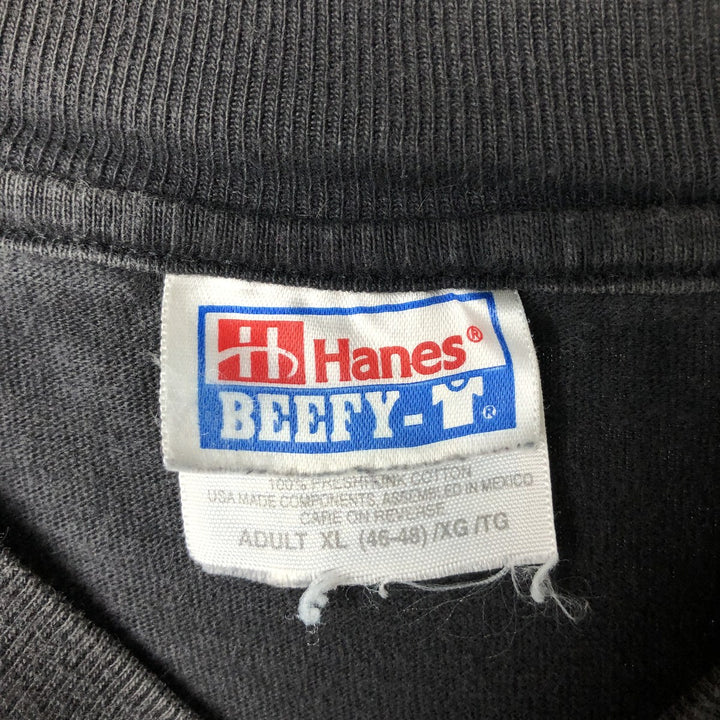 H Hanes®
BEEFY-T®
100% PRESHRUNK COTTON
USA MADE COMPONENTS, ASSEMBLED IN MEXICO
CARE ON REVERSE
ADULT XL (46-48) /XG /TG